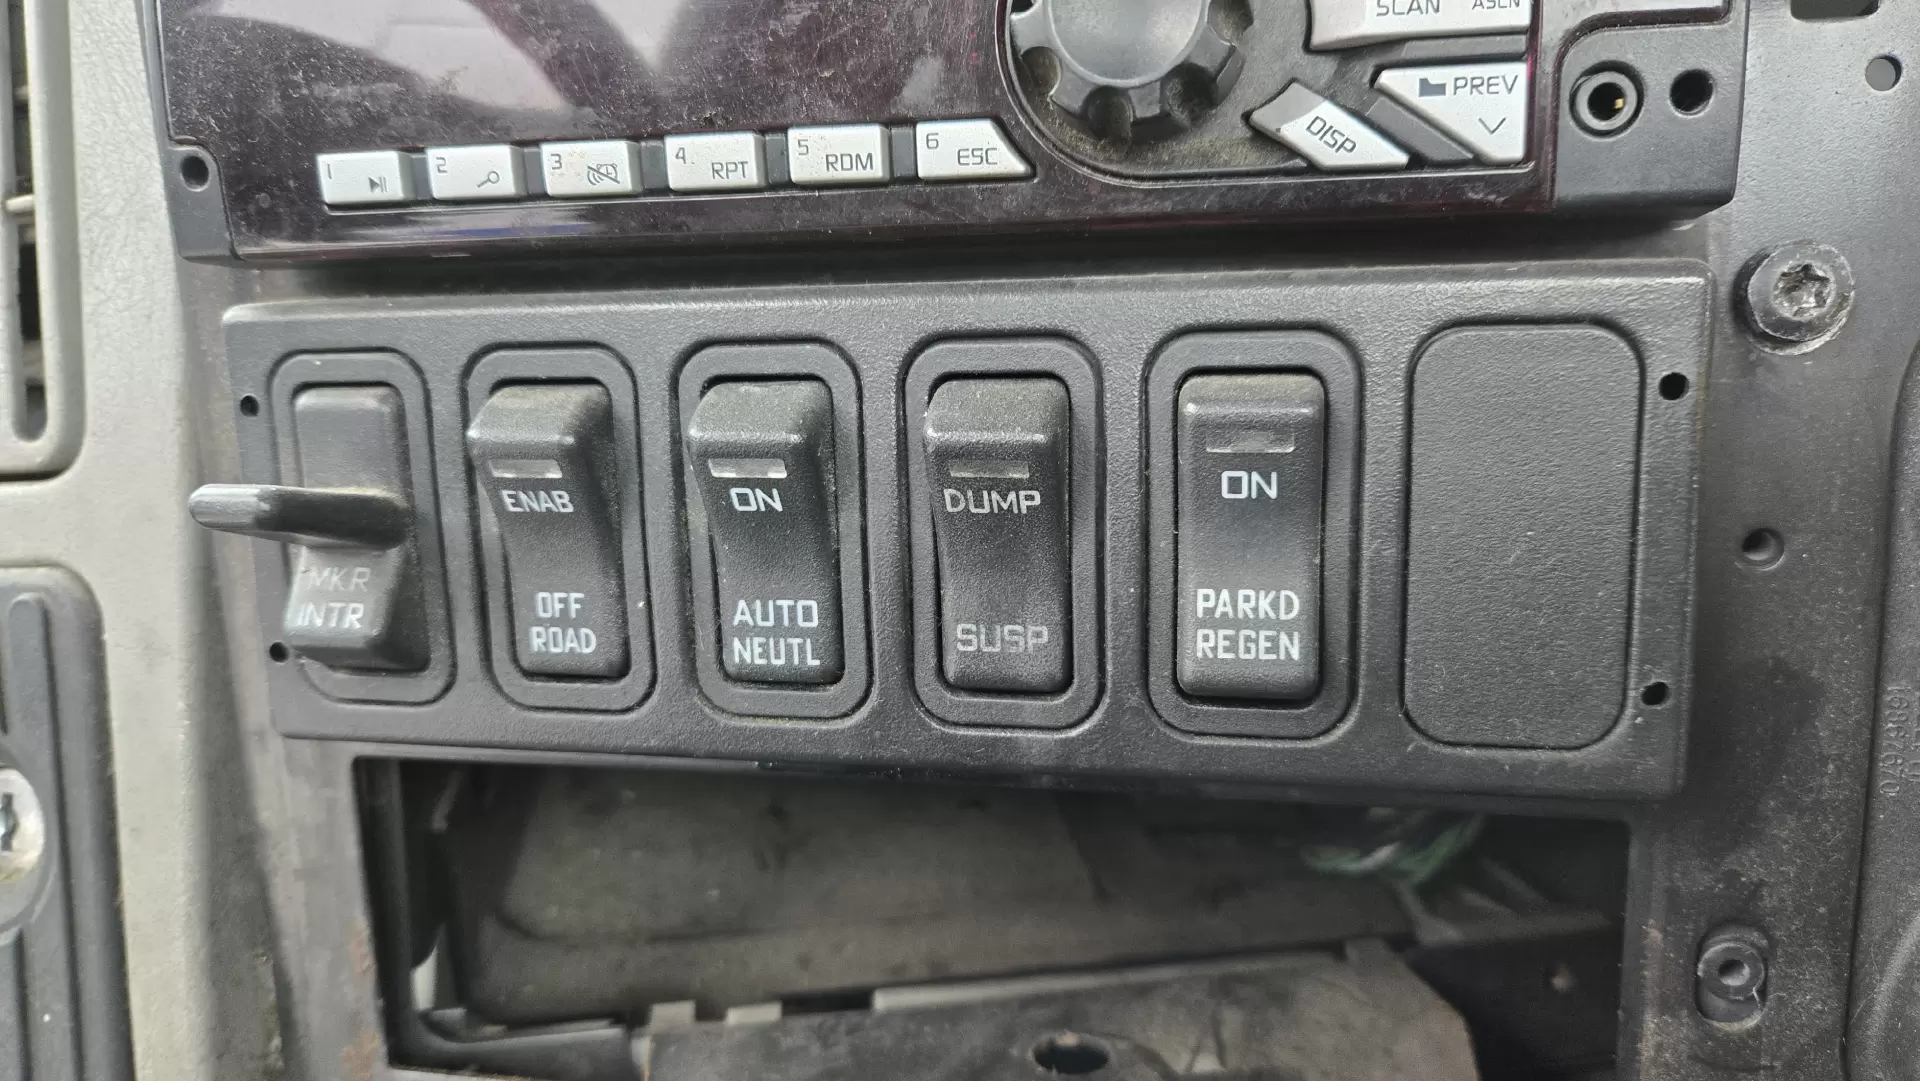 SCAN ASCN
PREV
DISP
1
2
3
4 RPT
5 RDM
6 ESC
MKR
INTR
ENAB
OFF
ROAD
ON
AUTO
NEUTL
DUMP
SUSP
ON
PARKD
REGEN